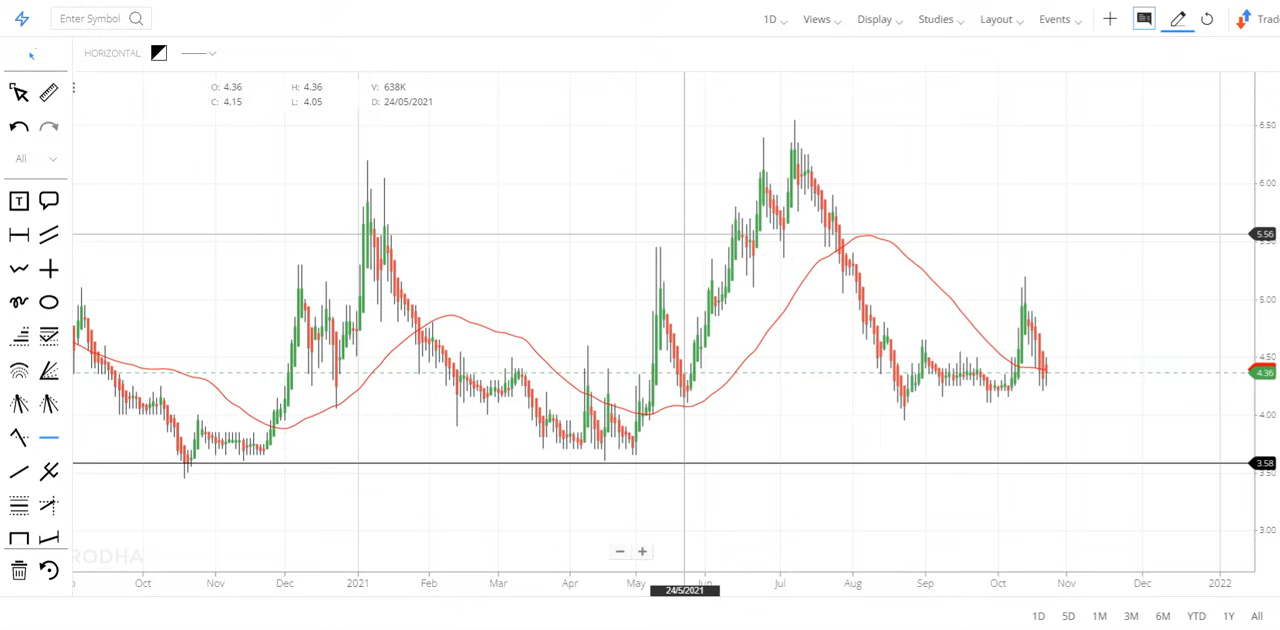 Enter Symbol
1D Views Display Studies Layout Events Trad
HORIZONTAL
O: 4.36 H: 4.36 V: 638K
C: 4.15 L: 4.05 D: 24/05/2021
All
T
6.50
6.00
5.56
5.00
4.50
4.36
4.00
3.58
3.00
RODHA
Oct Nov Dec 2021 Feb Mar Apr May Jun Jul Aug Sep Oct Nov Dec 2022
24/5/2021
1D 5D 1M 3M 6M YTD 1Y All